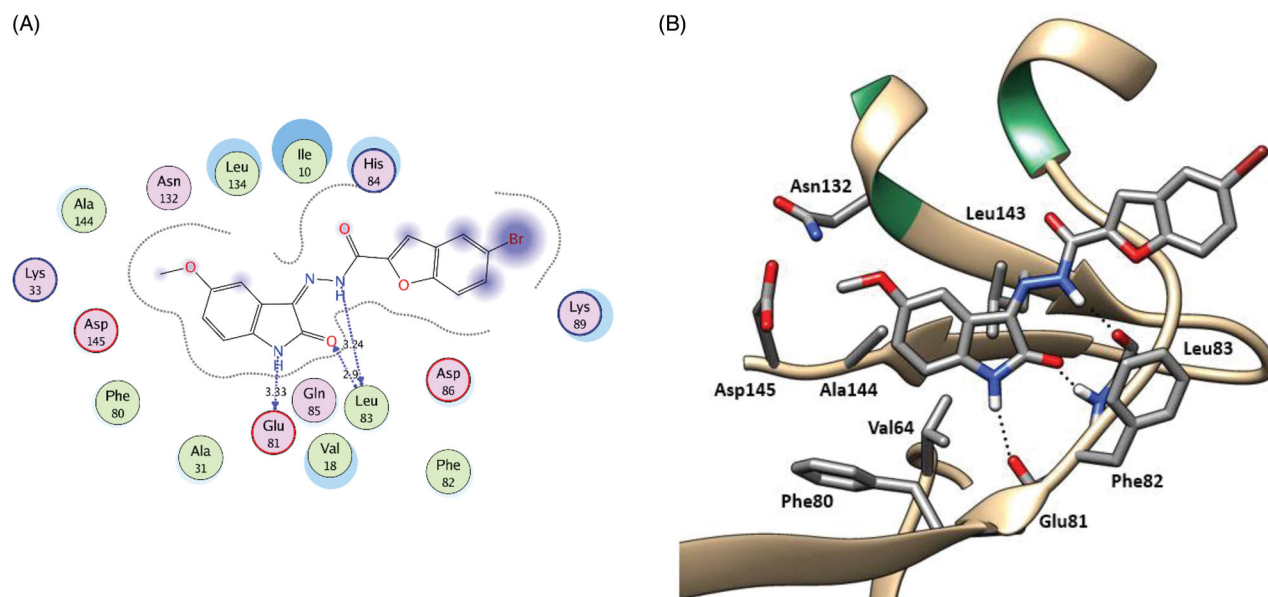 (A)
Ile
10
Leu
134
His
84
Asn
132
Ala
144
Lys
33
Asp
145
Phe
80
Ala
31
Glu
81
Gln
85
Val
18
Leu
83
Phe
82
Asp
86
Lys
89
O
O
N
N
H
O
Br
O
N
H
3.33
3.24
2.9
(B)
Asn132
Leu143
Asp145
Ala144
Leu83
Val64
Phe80
Phe82
Glu81